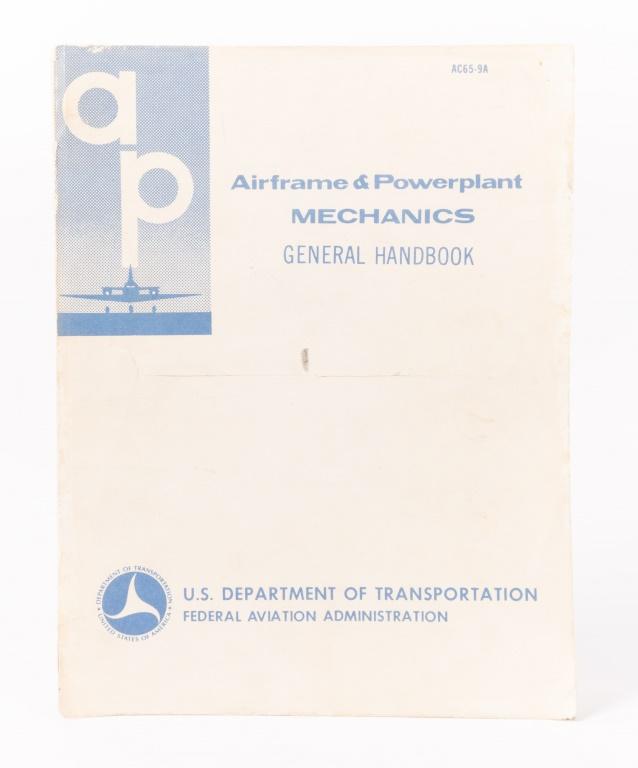 AC65-9A
ap
Airframe & Powerplant
MECHANICS
GENERAL HANDBOOK
DEPARTMENT OF TRANSPORTATION
UNITED STATES OF AMERICA
U.S. DEPARTMENT OF TRANSPORTATION
FEDERAL AVIATION ADMINISTRATION